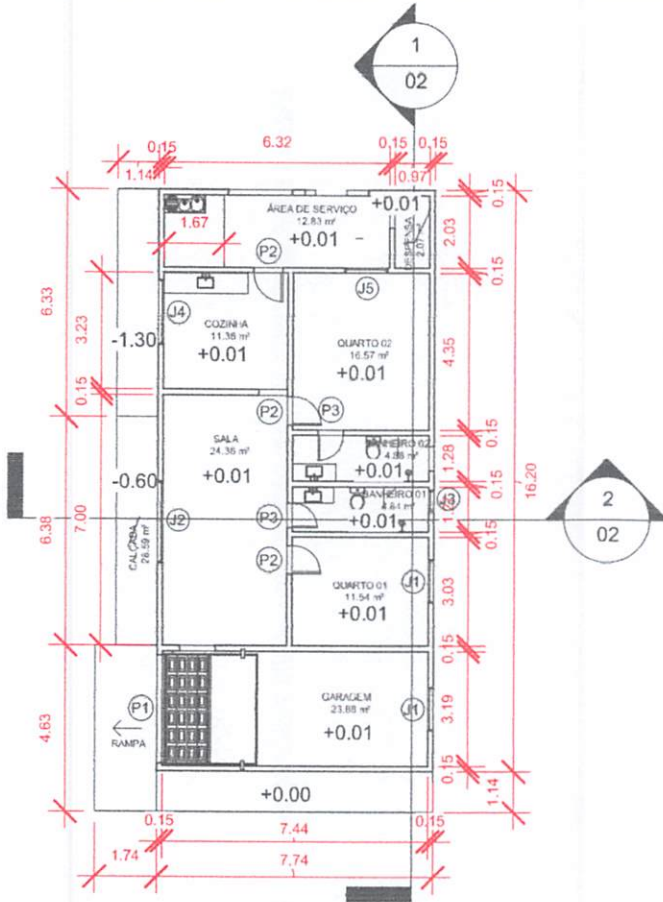 1
02
0.15
6.32
0.15
0.15
1.14
0.97
0.15
+0.01
ÁREA DE SERVIÇO
12.83 m²
+0.01
1.67
P2
DESPENSA
2.03
0.15
6.33
3.23
J4
J5
COZINHA
11.36 m²
+0.01
QUARTO 02
16.57 m²
+0.01
-1.30
4.35
0.15
P2
P3
SALA
24.36 m²
+0.01
BANHEIRO 02
+0.01
0.15
1.28
16.20
-0.60
0.15
2
02
BANHEIRO 01
+0.01
J3
6.38
7.00
J2
P3
CALÇADA
26.59 m²
0.15
P2
QUARTO 01
11.54 m²
+0.01
J1
3.03
0.15
P1
RAMPA
GARAGEM
23.88 m²
+0.01
J1
3.19
4.63
0.15
+0.00
1.14
0.15
0.15
7.44
1.74
7.74